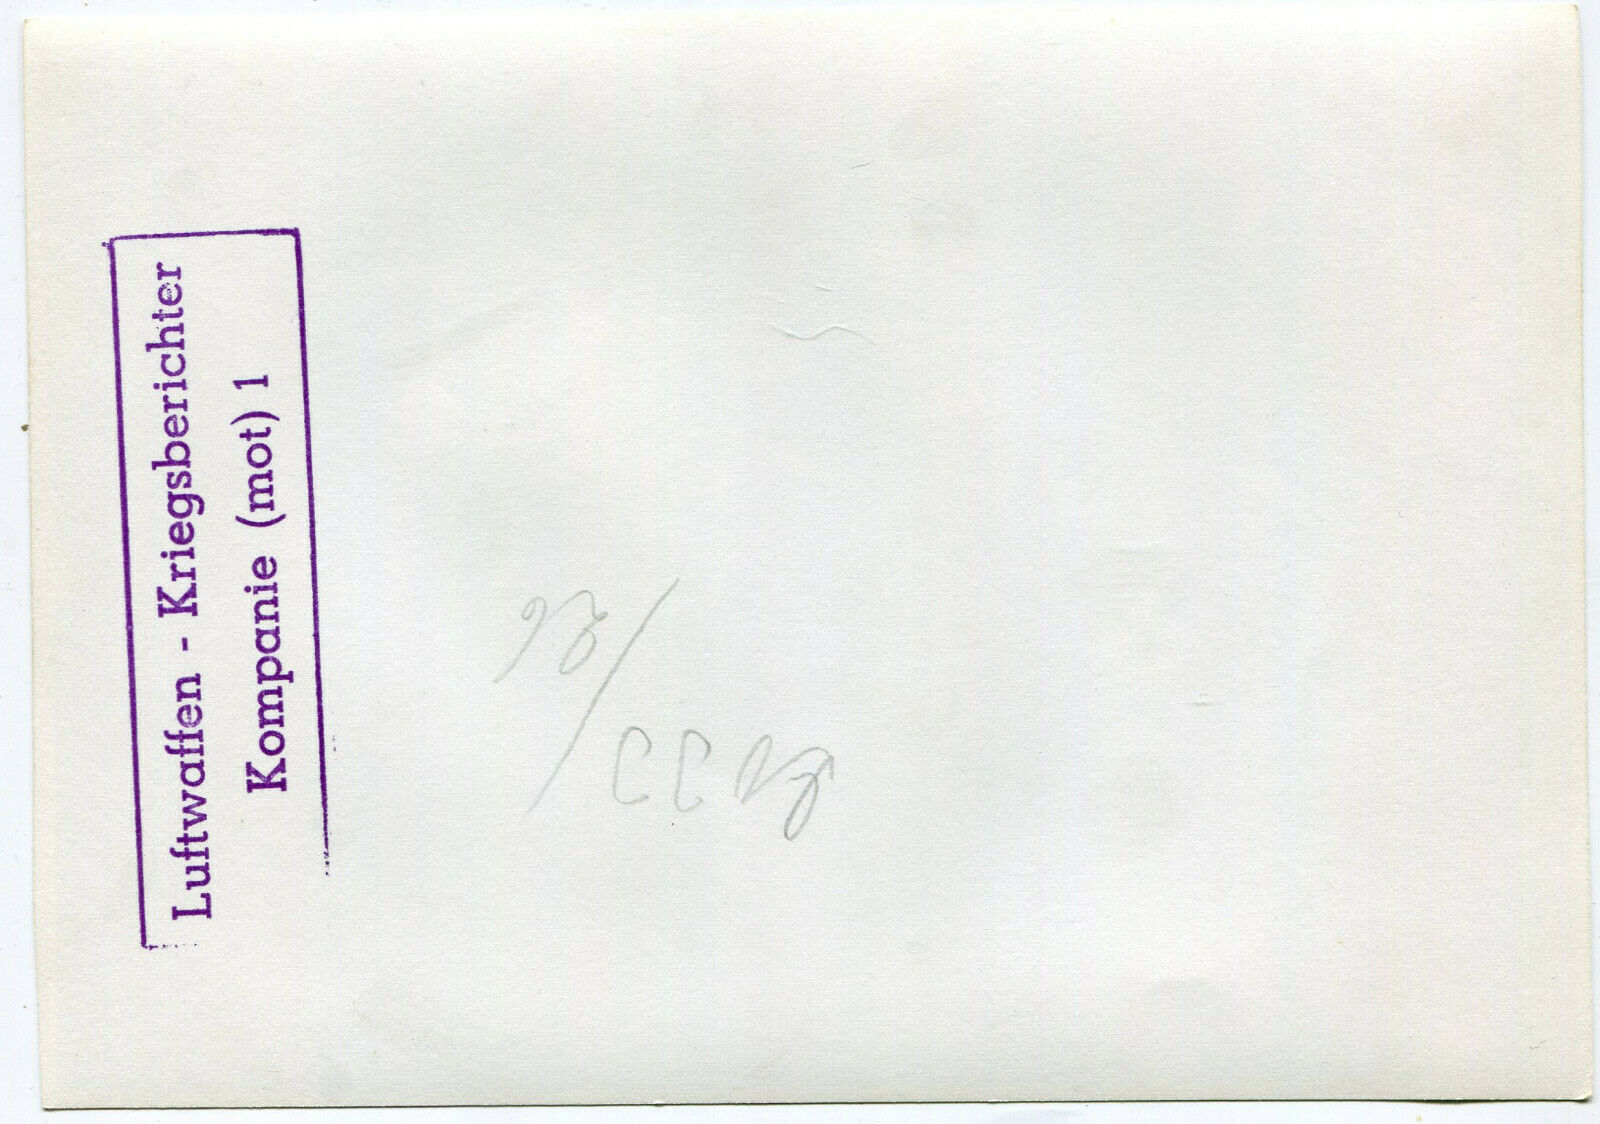 Luftwaffen - Kriegsberichter
Kompanie (mot) 1